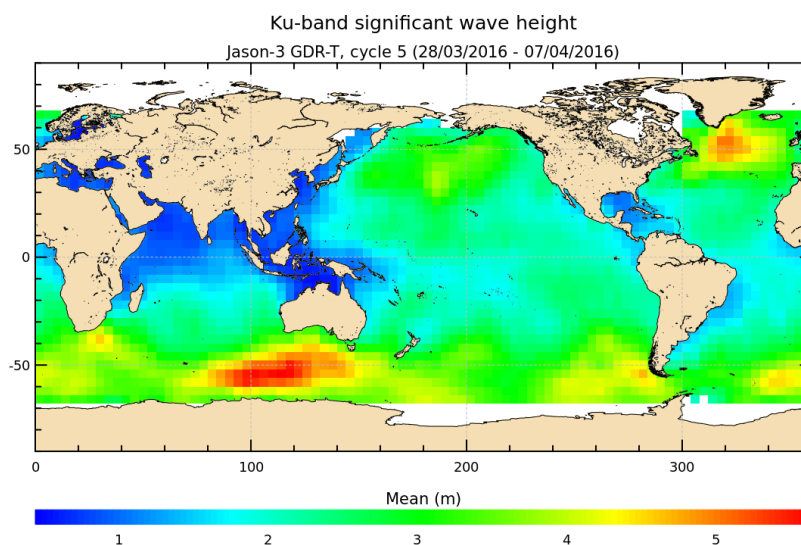 Ku-band significant wave height
Jason-3 GDR-T, cycle 5 (28/03/2016 - 07/04/2016)
50
0
-50
0 100 200 300
Mean (m)
1 2 3 4 5